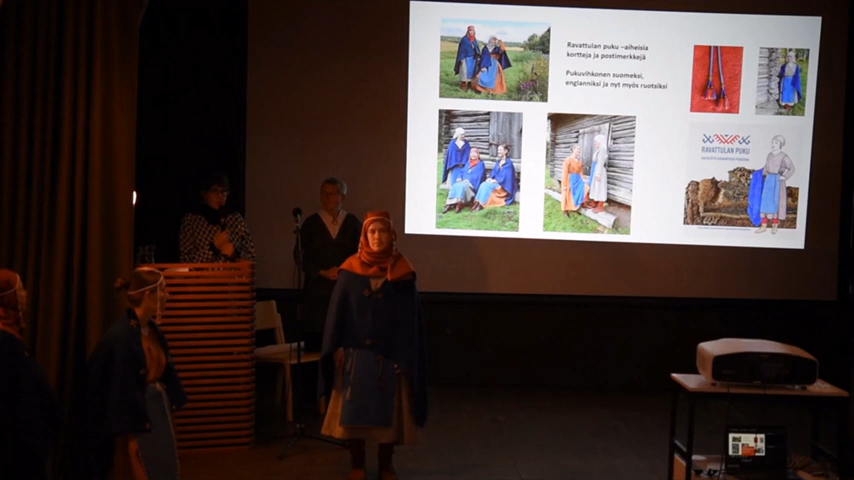 Ravattulan puku –aiheisia
kortteja ja postimerkkejä
Pukuvihkonen suomeksi,
englanniksi ja nyt myös ruotsiksi
RAVATTULAN PUKU